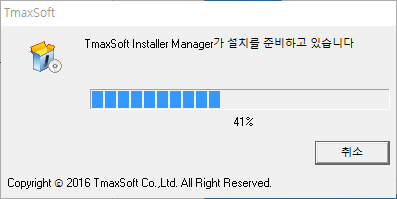 TmaxSoft
TmaxSoft Installer Manager가 설치를 준비하고 있습니다
41%
취소
Copyright © 2016 TmaxSoft Co.,Ltd. All Right Reserved.